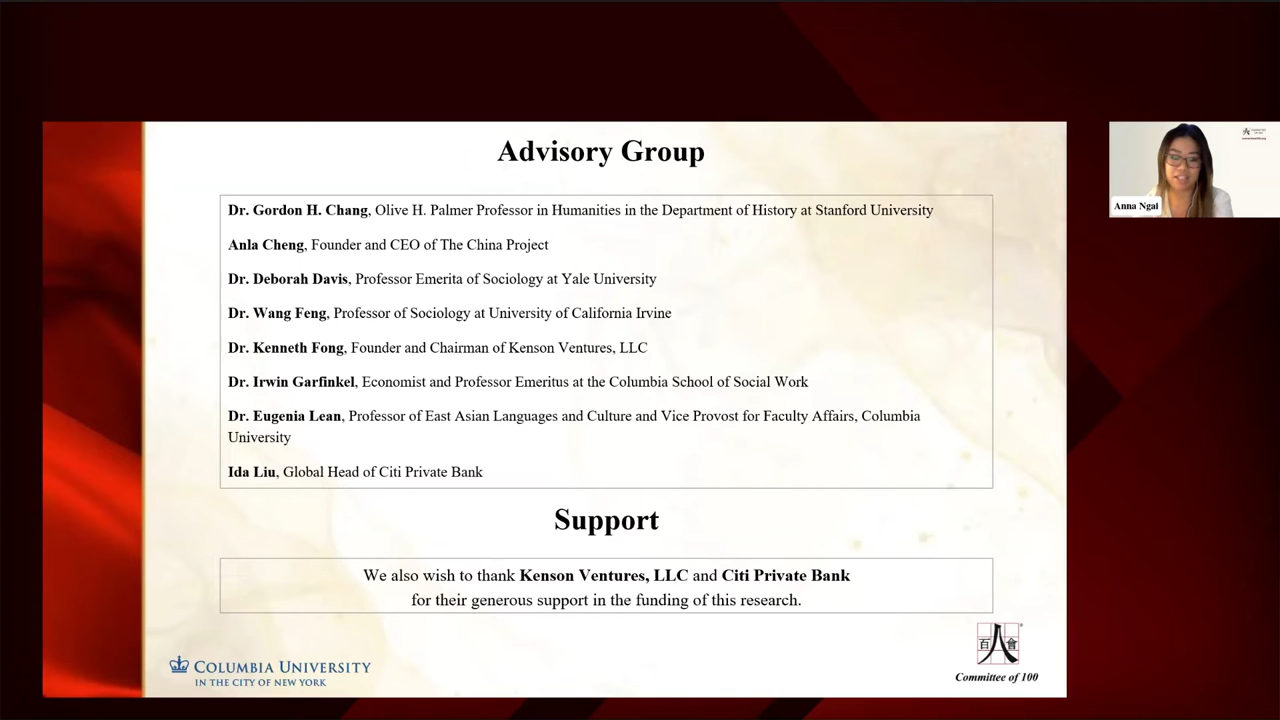 Advisory Group
Dr. Gordon H. Chang, Olive H. Palmer Professor in Humanities in the Department of History at Stanford University
Anla Cheng, Founder and CEO of The China Project
Dr. Deborah Davis, Professor Emerita of Sociology at Yale University
Dr. Wang Feng, Professor of Sociology at University of California Irvine
Dr. Kenneth Fong, Founder and Chairman of Kenson Ventures, LLC
Dr. Irwin Garfinkel, Economist and Professor Emeritus at the Columbia School of Social Work
Dr. Eugenia Lean, Professor of East Asian Languages and Culture and Vice Provost for Faculty Affairs, Columbia
University
Ida Liu, Global Head of Citi Private Bank
Support
We also wish to thank Kenson Ventures, LLC and Citi Private Bank
for their generous support in the funding of this research.
COLUMBIA UNIVERSITY
IN THE CITY OF NEW YORK
百人會
Committee of 100
Anna Ngai